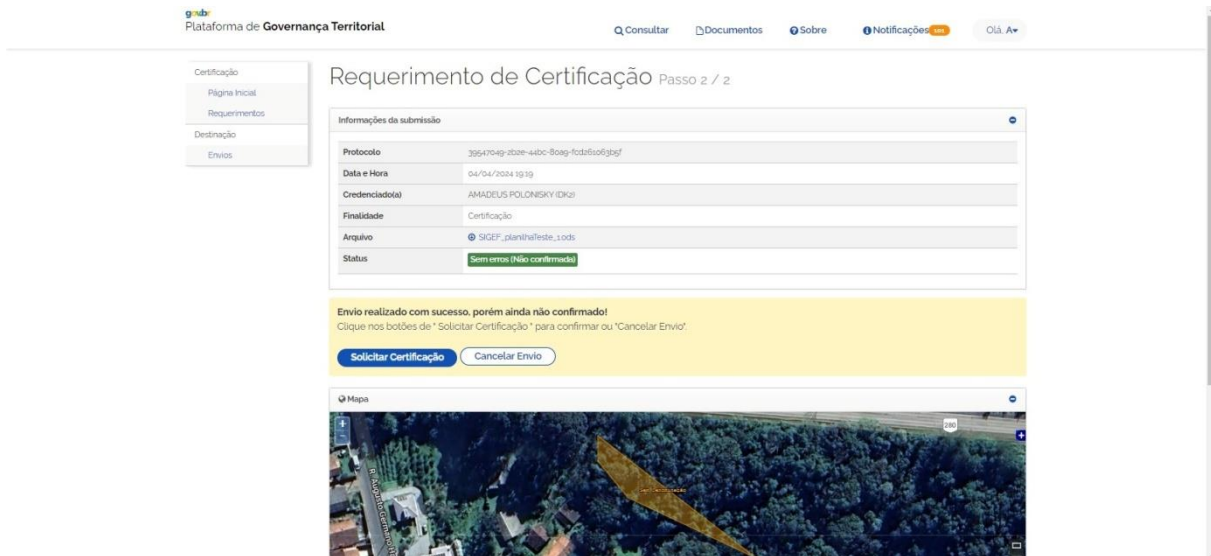 govbr
Plataforma de Governança Territorial
Consultar
Documentos
Sobre
Notificações
Olá, A
Certificação
Página Inicial
Requerimentos
Destinação
Envios
Requerimento de Certificação Passo 2 / 2
Informações da submissão
Protocolo 39547049-2b2e-44bc-80a9-fcd261063b5f
Data e Hora 04/04/2024 19:19
Credenciado(a) AMADEUS POLONISKY (DK2)
Finalidade Certificação
Arquivo SIGEF_planilhaTeste_1.ods
Status Sem erros (Não confirmada)
Envio realizado com sucesso, porém ainda não confirmado!
Clique nos botões de " Solicitar Certificação " para confirmar ou "Cancelar Envio".
Solicitar Certificação
Cancelar Envio
Mapa
+
280
+
R. Augusto Germano